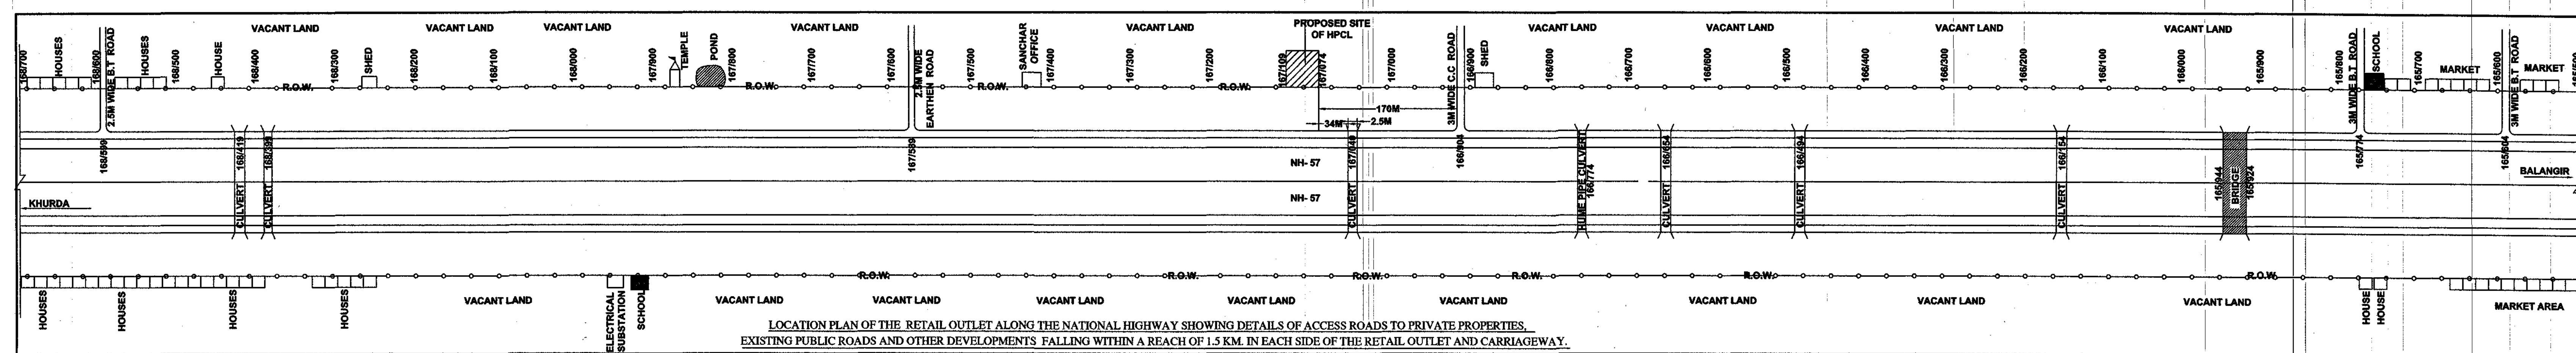 VACANT LAND
VACANT LAND
VACANT LAND
VACANT LAND
VACANT LAND
PROPOSED SITE
OF HPCL
VACANT LAND
VACANT LAND
VACANT LAND
VACANT LAND
168/700
HOUSES
168/600
2.5M WIDE B.T ROAD
HOUSES
168/500
HOUSE
168/400
168/300
SHED
168/200
168/100
168/000
167/900
TEMPLE
POND
167/800
167/700
167/600
2.5M WIDE
EARTHEN ROAD
167/500
SANCHAR
OFFICE
167/400
167/300
167/200
167/109
167/074
167/000
3M WIDE C.C ROAD
166/900
SHED
166/800
166/700
166/600
166/500
166/400
166/300
166/200
166/100
166/000
165/900
165/800
3M WIDE B.T ROAD
SCHOOL
165/700
MARKET
165/600
3M WIDE B.T ROAD
MARKET
R.O.W.
R.O.W.
R.O.W.
R.O.W.
170M
34M
2.5M
168/599
CULVERT 168/419
CULVERT 168/399
167/589
NH- 57
NH- 57
CULVERT 167/040
166/904
HUME PIPE CULVERT
166/774
CULVERT 166/654
CULVERT 166/494
CULVERT 166/154
165/944
BRIDGE
165/924
165/774
165/604
KHURDA
BALANGIR
R.O.W.
R.O.W.
R.O.W.
R.O.W.
R.O.W.
R.O.W.
HOUSES
HOUSES
HOUSES
HOUSES
VACANT LAND
ELECTRICAL
SUBSTATION
SCHOOL
VACANT LAND
VACANT LAND
VACANT LAND
VACANT LAND
VACANT LAND
VACANT LAND
VACANT LAND
VACANT LAND
HOUSE
HOUSE
MARKET AREA
LOCATION PLAN OF THE RETAIL OUTLET ALONG THE NATIONAL HIGHWAY SHOWING DETAILS OF ACCESS ROADS TO PRIVATE PROPERTIES,
EXISTING PUBLIC ROADS AND OTHER DEVELOPMENTS FALLING WITHIN A REACH OF 1.5 KM. IN EACH SIDE OF THE RETAIL OUTLET AND CARRIAGEWAY.